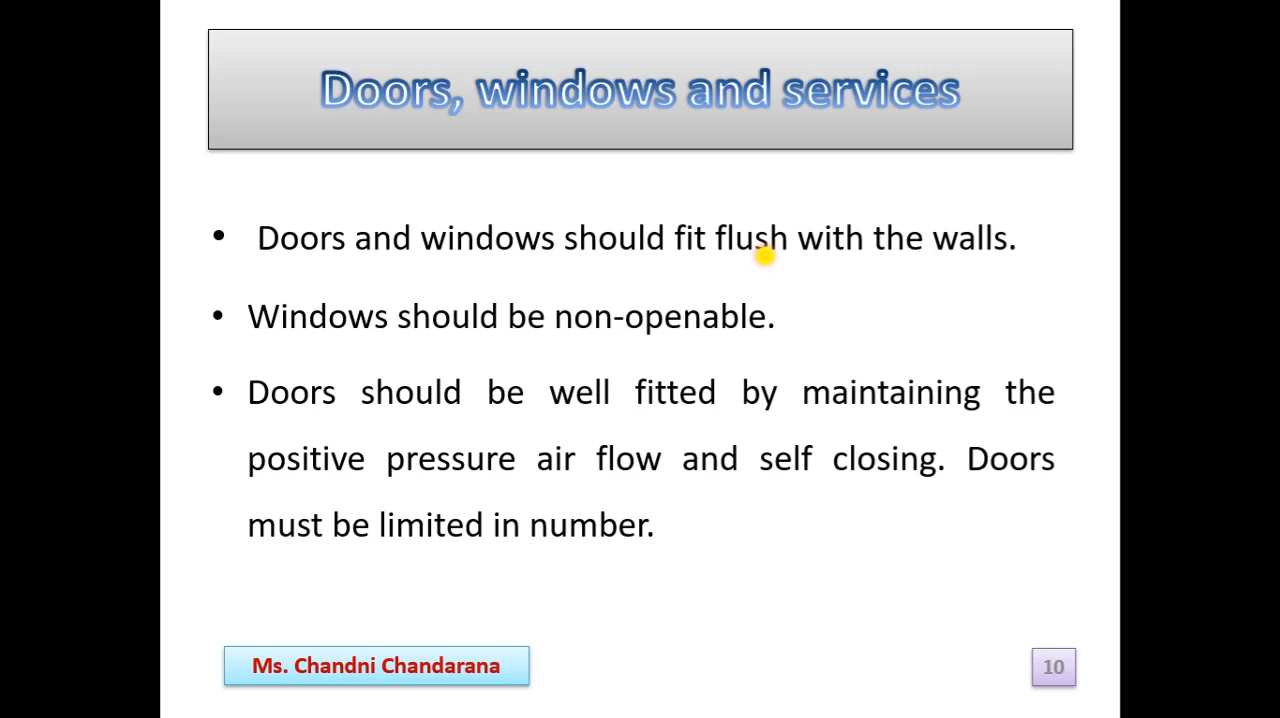 Doors, windows and services
• Doors and windows should fit flush with the walls.
• Windows should be non-openable.
• Doors should be well fitted by maintaining the
positive pressure air flow and self closing. Doors
must be limited in number.
Ms. Chandni Chandarana
10